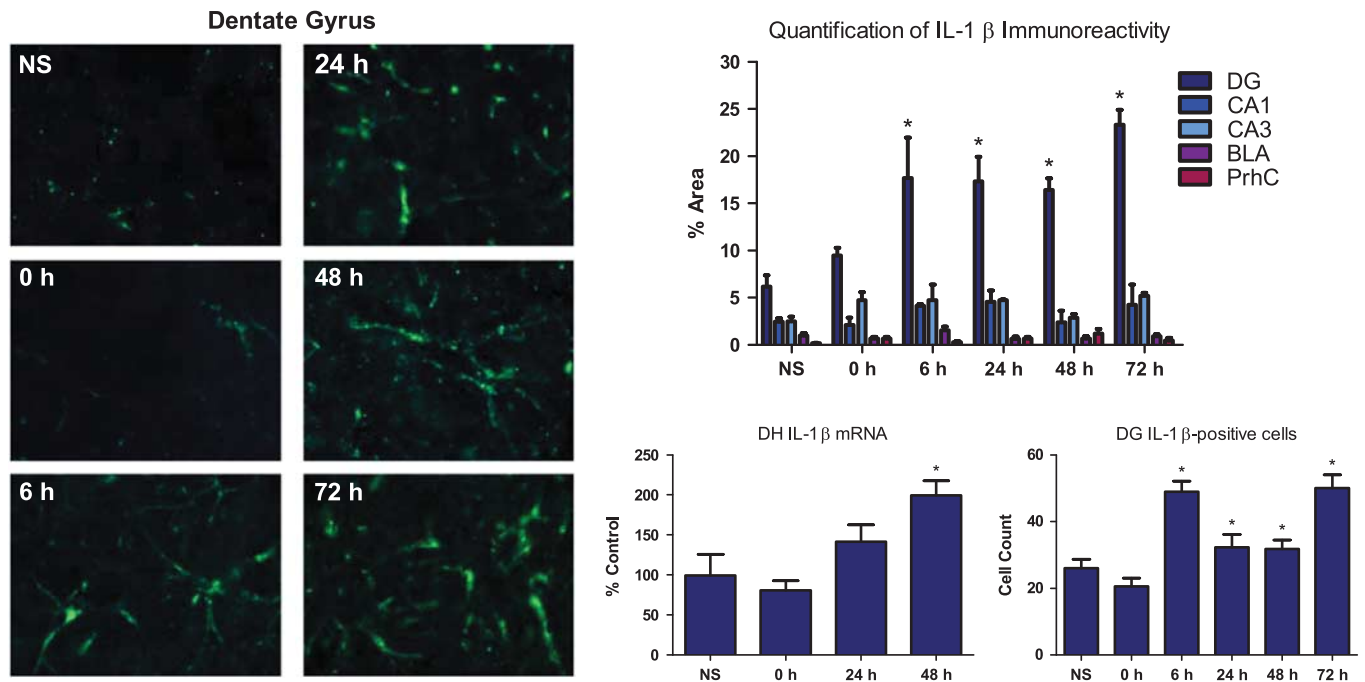 Dentate Gyrus
NS
24 h
0 h
48 h
6 h
72 h
Quantification of IL-1 β Immunoreactivity
% Area
30
25
20
15
10
5
0
* * * *
NS 0 h 6 h 24 h 48 h 72 h
DG
CA1
CA3
BLA
PrhC
DH IL-1β mRNA
% Control
250
200
150
100
50
0
*
NS 0 h 24 h 48 h
DG IL-1β-positive cells
Cell Count
60
40
20
0
* * * *
NS 0 h 6 h 24 h 48 h 72 h